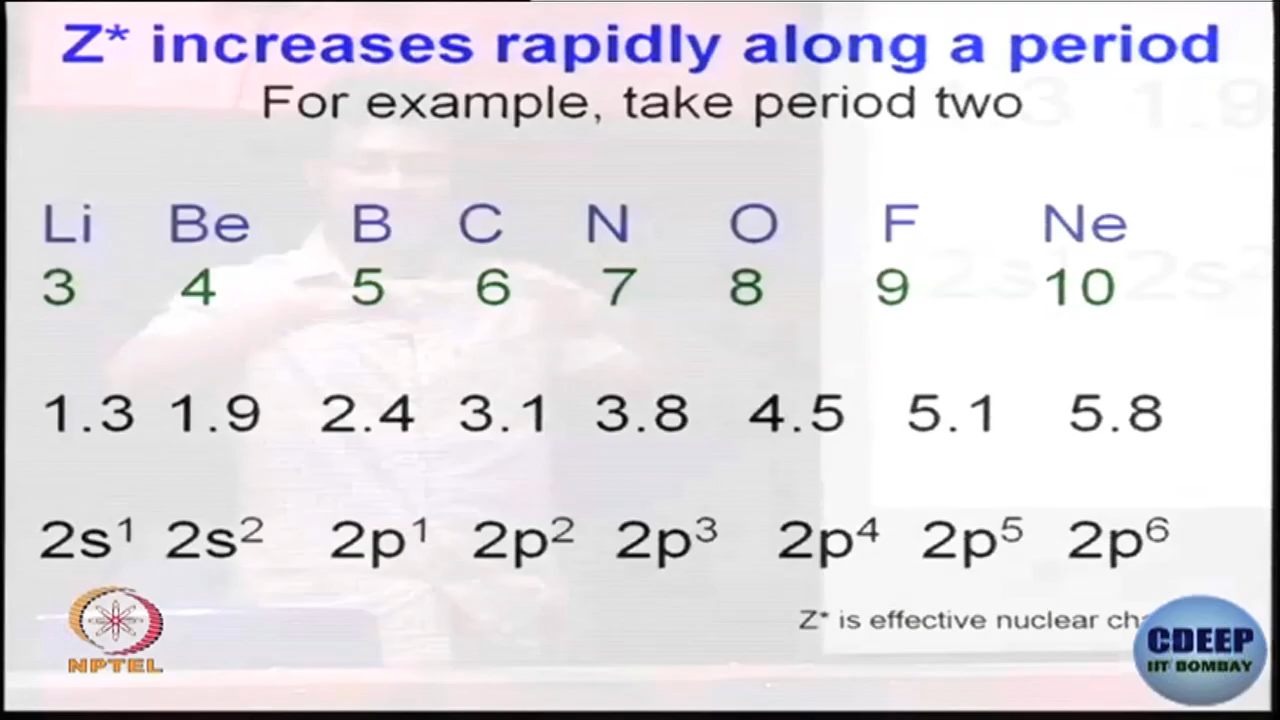 Z* increases rapidly along a period
For example, take period two
Li Be B C N O F Ne
3 4 5 6 7 8 9 10
1.3 1.9 2.4 3.1 3.8 4.5 5.1 5.8
2s¹ 2s² 2p¹ 2p² 2p³ 2p⁴ 2p⁵ 2p⁶
Z* is effective nuclear
NPTEL
CDEEP
IIT BOMBAY